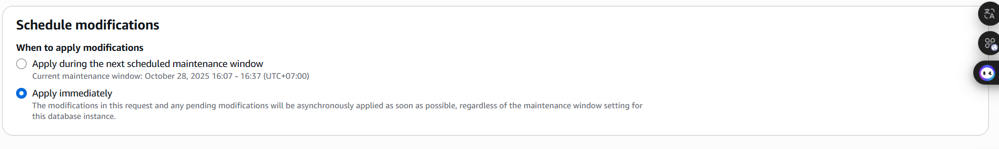 Schedule modifications
When to apply modifications
Apply during the next scheduled maintenance window
Current maintenance window: October 28, 2025 16:07 - 16:37 (UTC+07:00)
Apply immediately
The modifications in this request and any pending modifications will be asynchronously applied as soon as possible, regardless of the maintenance window setting for
this database instance.